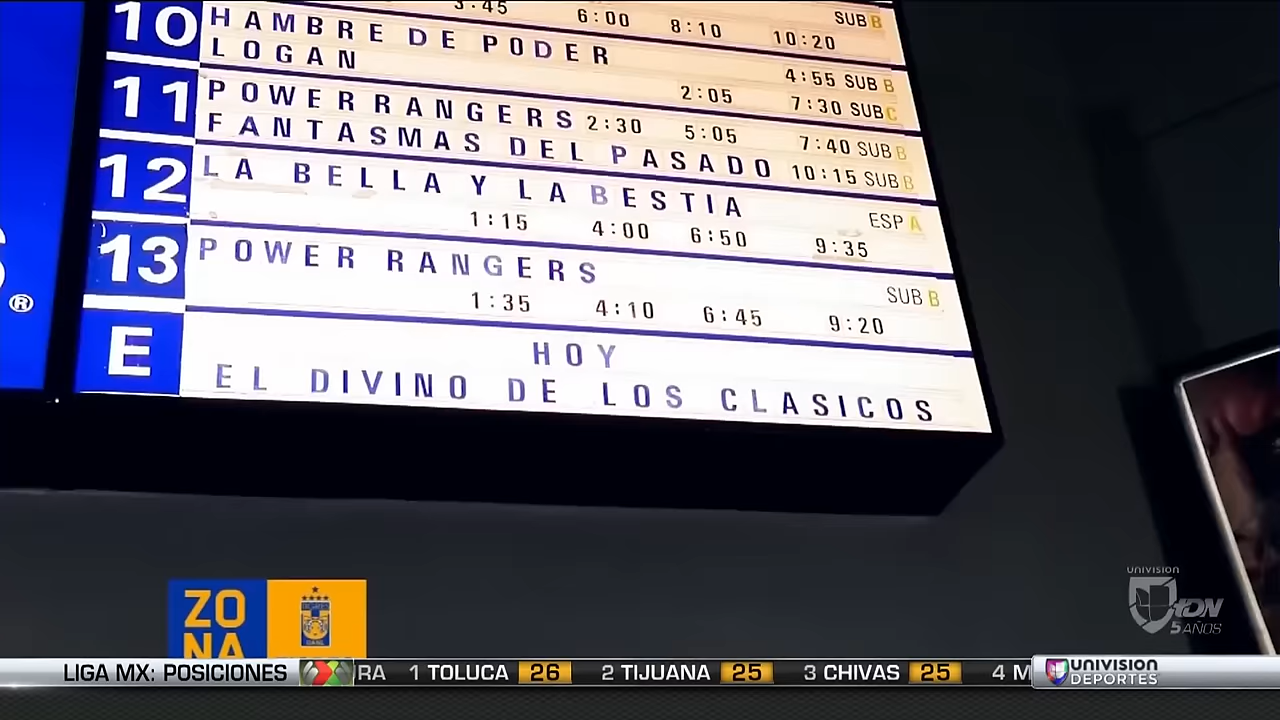 3:45 6:00 8:10 10:20 SUB B
10 HAMBRE DE PODER 4:55 SUB B
LOGAN 2:05 7:30 SUB C
11 POWER RANGERS 2:30 5:05 7:40 SUB B
FANTASMAS DEL PASADO 10:15 SUB B
12 LA BELLA Y LA BESTIA ESP A
1:15 4:00 6:50 9:35
13 POWER RANGERS SUB B
1:35 4:10 6:45 9:20
E HOY
EL DIVINO DE LOS CLASICOS
®
ZO
NA
TIGRES
UNIVISION
TDN
5 AÑOS
LIGA MX: POSICIONES RA 1 TOLUCA 26 2 TIJUANA 25 3 CHIVAS 25 4 M
UNIVISION
DEPORTES